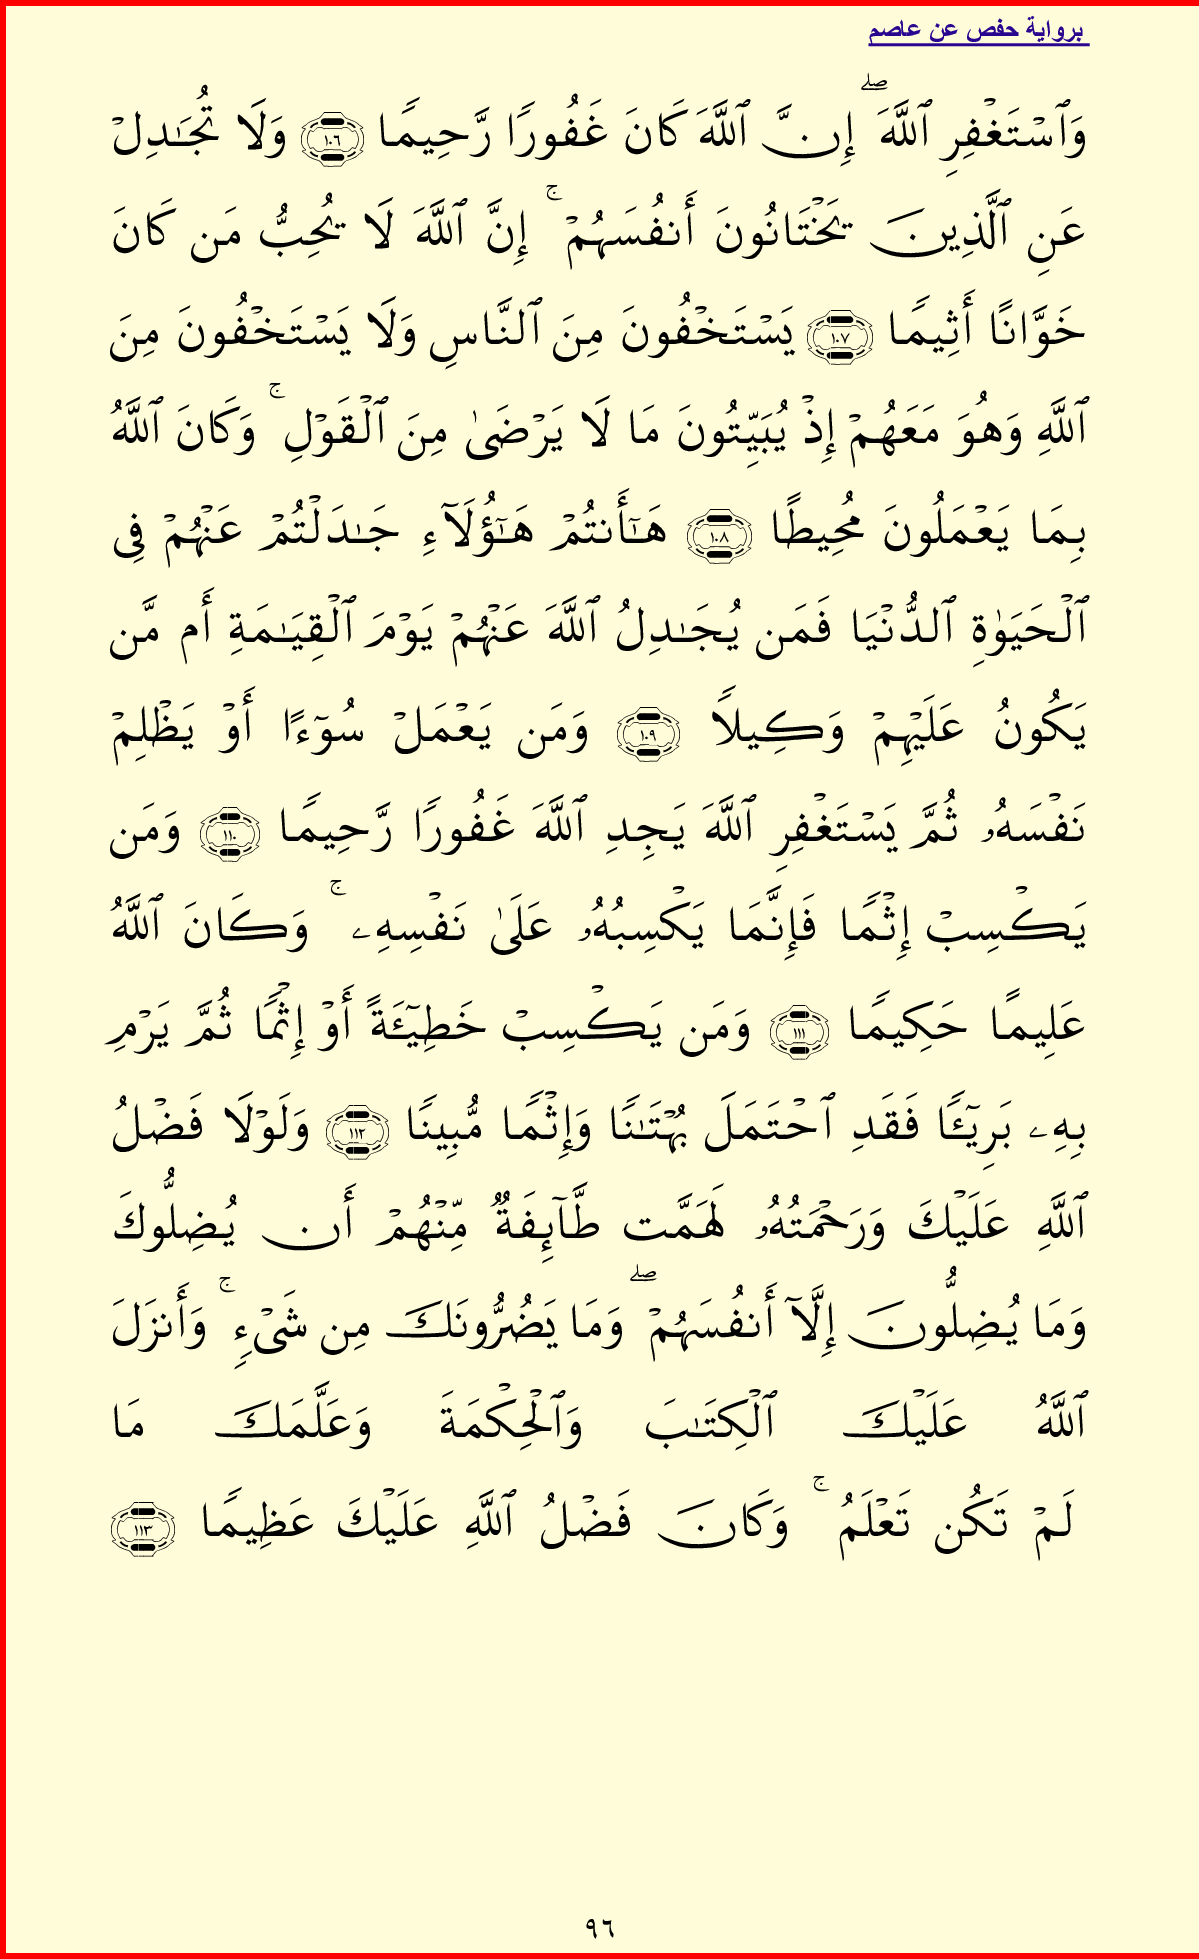 برواية حفص عن عاصم
وَٱسۡتَغۡفِرِ ٱللَّهَۖ إِنَّ ٱللَّهَ كَانَ غَفُورٗا رَّحِيمٗا ١٠٦ وَلَا تُجَٰدِلۡ
عَنِ ٱلَّذِينَ يَخۡتَانُونَ أَنفُسَهُمۡۚ إِنَّ ٱللَّهَ لَا يُحِبُّ مَن كَانَ
خَوَّانًا أَثِيمٗا ١٠٧ يَسۡتَخۡفُونَ مِنَ ٱلنَّاسِ وَلَا يَسۡتَخۡفُونَ مِنَ
ٱللَّهِ وَهُوَ مَعَهُمۡ إِذۡ يُبَيِّتُونَ مَا لَا يَرۡضَىٰ مِنَ ٱلۡقَوۡلِۚ وَكَانَ ٱللَّهُ
بِمَا يَعۡمَلُونَ مُحِيطًا ١٠٨ هَٰٓأَنتُمۡ هَٰٓؤُلَآءِ جَٰدَلۡتُمۡ عَنۡهُمۡ فِي
ٱلۡحَيَوٰةِ ٱلدُّنۡيَا فَمَن يُجَٰدِلُ ٱللَّهَ عَنۡهُمۡ يَوۡمَ ٱلۡقِيَٰمَةِ أَم مَّن
يَكُونُ عَلَيۡهِمۡ وَكِيلٗا ١٠٩ وَمَن يَعۡمَلۡ سُوٓءًا أَوۡ يَظۡلِمۡ
نَفۡسَهُۥ ثُمَّ يَسۡتَغۡفِرِ ٱللَّهَ يَجِدِ ٱللَّهَ غَفُورٗا رَّحِيمٗا ١١٠ وَمَن
يَكۡسِبۡ إِثۡمٗا فَإِنَّمَا يَكۡسِبُهُۥ عَلَىٰ نَفۡسِهِۦۚ وَكَانَ ٱللَّهُ
عَلِيمًا حَكِيمٗا ١١١ وَمَن يَكۡسِبۡ خَطِيٓـَٔةً أَوۡ إِثۡمٗا ثُمَّ يَرۡمِ
بِهِۦ بَرِيٓـٔٗا فَقَدِ ٱحۡتَمَلَ بُهۡتَٰنٗا وَإِثۡمٗا مُّبِينٗا ١١٢ وَلَوۡلَا فَضۡلُ
ٱللَّهِ عَلَيۡكَ وَرَحۡمَتُهُۥ لَهَمَّت طَّآئِفَةٞ مِّنۡهُمۡ أَن يُضِلُّوكَ
وَمَا يُضِلُّونَ إِلَّآ أَنفُسَهُمۡۖ وَمَا يَضُرُّونَكَ مِن شَيۡءٖۚ وَأَنزَلَ
ٱللَّهُ عَلَيۡكَ ٱلۡكِتَٰبَ وَٱلۡحِكۡمَةَ وَعَلَّمَكَ مَا
لَمۡ تَكُن تَعۡلَمُۚ وَكَانَ فَضۡلُ ٱللَّهِ عَلَيۡكَ عَظِيمٗا ١١٣
٩٦